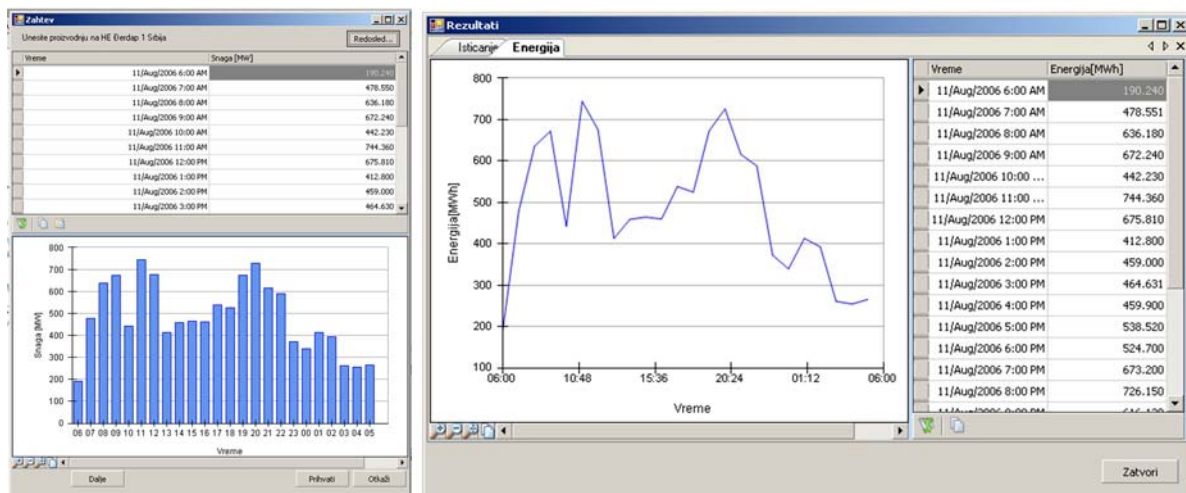 Zahtev
Unesite proizvodnju na HE Đerdap 1 Srbija
Redosled...
Vreme Snaga [MW]
11/Aug/2006 6:00 AM 190.240
11/Aug/2006 7:00 AM 478.550
11/Aug/2006 8:00 AM 636.180
11/Aug/2006 9:00 AM 672.240
11/Aug/2006 10:00 AM 442.230
11/Aug/2006 11:00 AM 744.360
11/Aug/2006 12:00 PM 675.810
11/Aug/2006 1:00 PM 412.800
11/Aug/2006 2:00 PM 459.000
11/Aug/2006 3:00 PM 464.630
800
700
600
500
400
300
200
100
0
Snaga [MW]
06 07 08 09 10 11 12 13 14 15 16 17 18 19 20 21 22 23 00 01 02 03 04 05
Vreme
Dalje Prihvati Otkaži
Rezultati
Isticanje Energija
800
700
600
500
400
300
200
100
Energija[MWh]
06:00 10:48 15:36 20:24 01:12 06:00
Vreme
Vreme Energija[MWh]
11/Aug/2006 6:00 AM 190.240
11/Aug/2006 7:00 AM 478.551
11/Aug/2006 8:00 AM 636.180
11/Aug/2006 9:00 AM 672.240
11/Aug/2006 10:00 ... 442.230
11/Aug/2006 11:00 ... 744.360
11/Aug/2006 12:00 PM 675.810
11/Aug/2006 1:00 PM 412.800
11/Aug/2006 2:00 PM 459.000
11/Aug/2006 3:00 PM 464.631
11/Aug/2006 4:00 PM 459.900
11/Aug/2006 5:00 PM 538.520
11/Aug/2006 6:00 PM 524.700
11/Aug/2006 7:00 PM 673.200
11/Aug/2006 8:00 PM 726.150
Zatvori